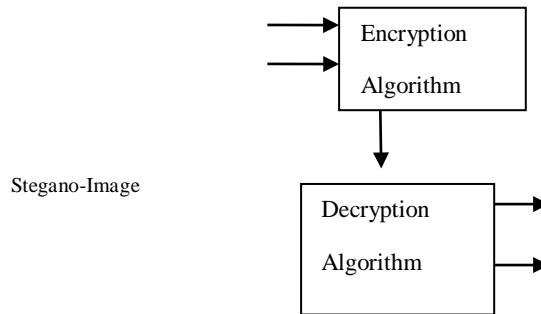 Encryption
Algorithm
Stegano-Image
Decryption
Algorithm